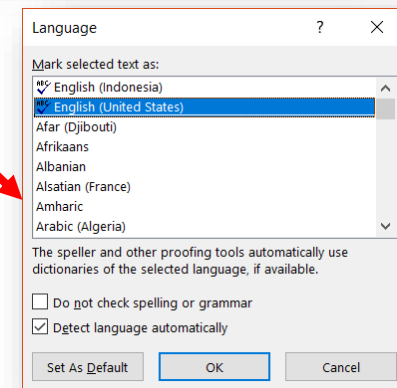 Language
Mark selected text as:
English (Indonesia)
English (United States)
Afar (Djibouti)
Afrikaans
Albanian
Alsatian (France)
Amharic
Arabic (Algeria)
The speller and other proofing tools automatically use
dictionaries of the selected language, if available.
Do not check spelling or grammar
Detect language automatically
Set As Default OK Cancel